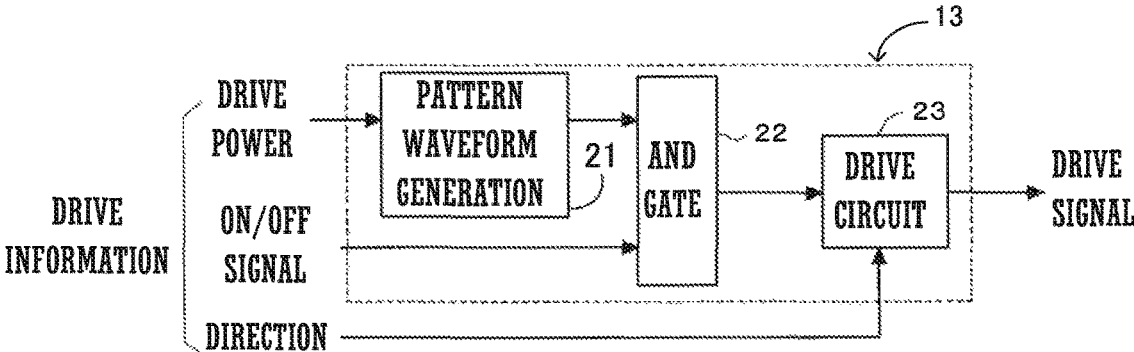 13
DRIVE
POWER
PATTERN
WAVEFORM
GENERATION
21
AND
GATE
22
23
DRIVE
CIRCUIT
DRIVE
SIGNAL
DRIVE
INFORMATION
ON/OFF
SIGNAL
DIRECTION